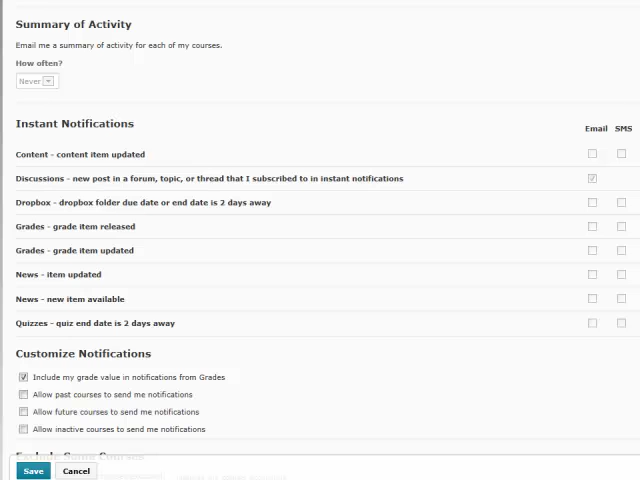 Summary of Activity
Email me a summary of activity for each of my courses.
How often?
Never
Instant Notifications
Email SMS
Content - content item updated
Discussions - new post in a forum, topic, or thread that I subscribed to in instant notifications
Dropbox - dropbox folder due date or end date is 2 days away
Grades - grade item released
Grades - grade item updated
News - item updated
News - new item available
Quizzes - quiz end date is 2 days away
Customize Notifications
Include my grade value in notifications from Grades
Allow past courses to send me notifications
Allow future courses to send me notifications
Allow inactive courses to send me notifications
Exclude Some Courses
Save Cancel